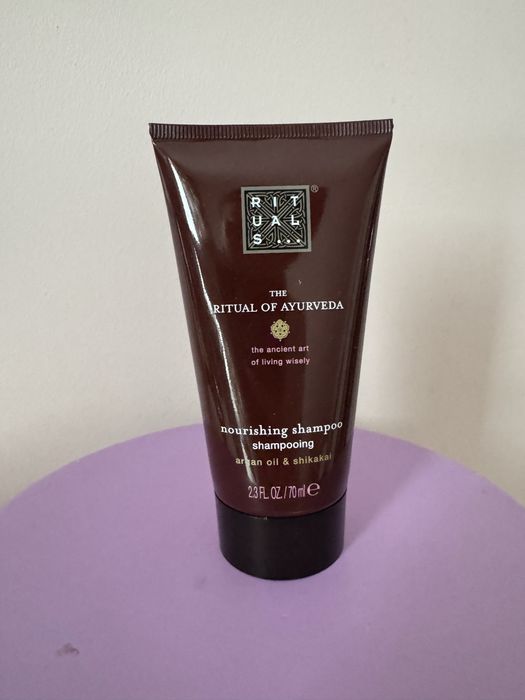 RIT
UAL
S...
®
THE
RITUAL OF AYURVEDA
the ancient art
of living wisely
nourishing shampoo
shampooing
argan oil & shikakai
2.3 FL. OZ. / 70 ml ℮